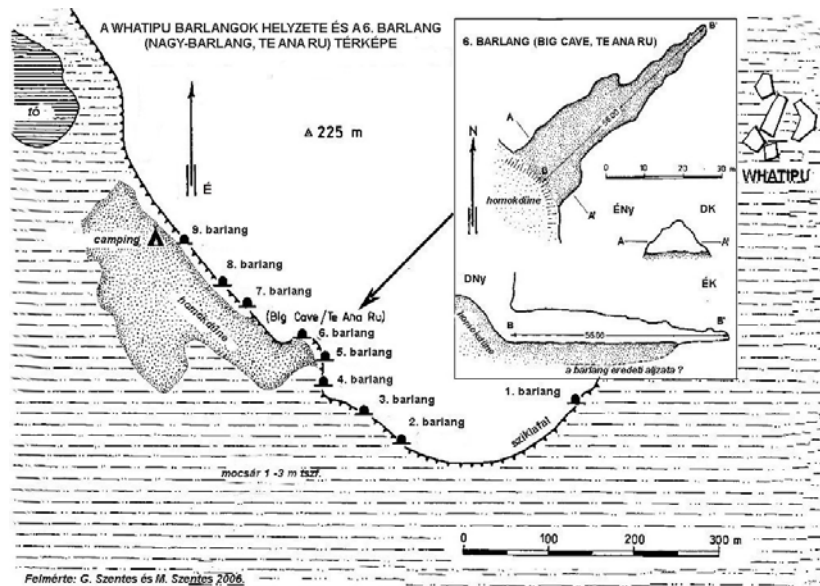 A WHATIPU BARLANGOK HELYZETE ÉS A 6. BARLANG
(NAGY-BARLANG, TE ANA RU) TÉRKÉPE
tó
É
225 m
camping
9. barlang
8. barlang
7. barlang
(Big Cave/Te Ana Ru)
6. barlang
5. barlang
4. barlang
3. barlang
2. barlang
1. barlang
homokdüne
sziklafal
mocsár 1 -3 m tszf.
6. BARLANG (BIG CAVE, TE ANA RU)
B'
A
N
B
A'
homokdüne
0 10 20 30 m
ÉNy DK
A A'
DNy ÉK
homokdüne
B B'
55.00
a barlang eredeti aljzata ?
WHATIPU
0 100 200 300 m
Felmérte: G. Szentes és M. Szentes 2006.